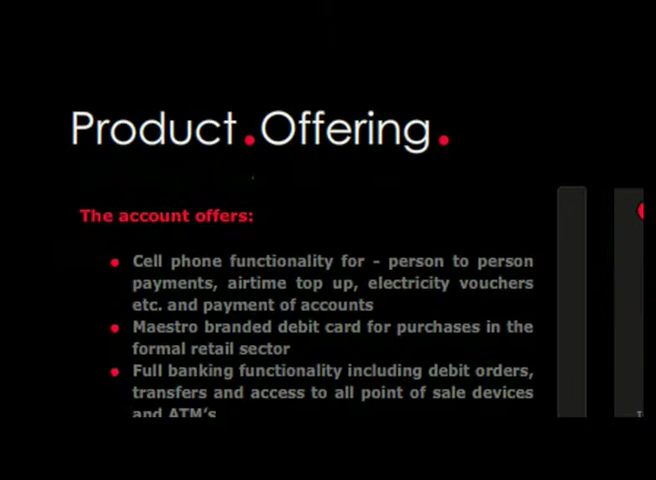 Product.Offering.
The account offers:
Cell phone functionality for - person to person
payments, airtime top up, electricity vouchers
etc. and payment of accounts
Maestro branded debit card for purchases in the
formal retail sector
Full banking functionality including debit orders,
transfers and access to all point of sale devices
and ATM's